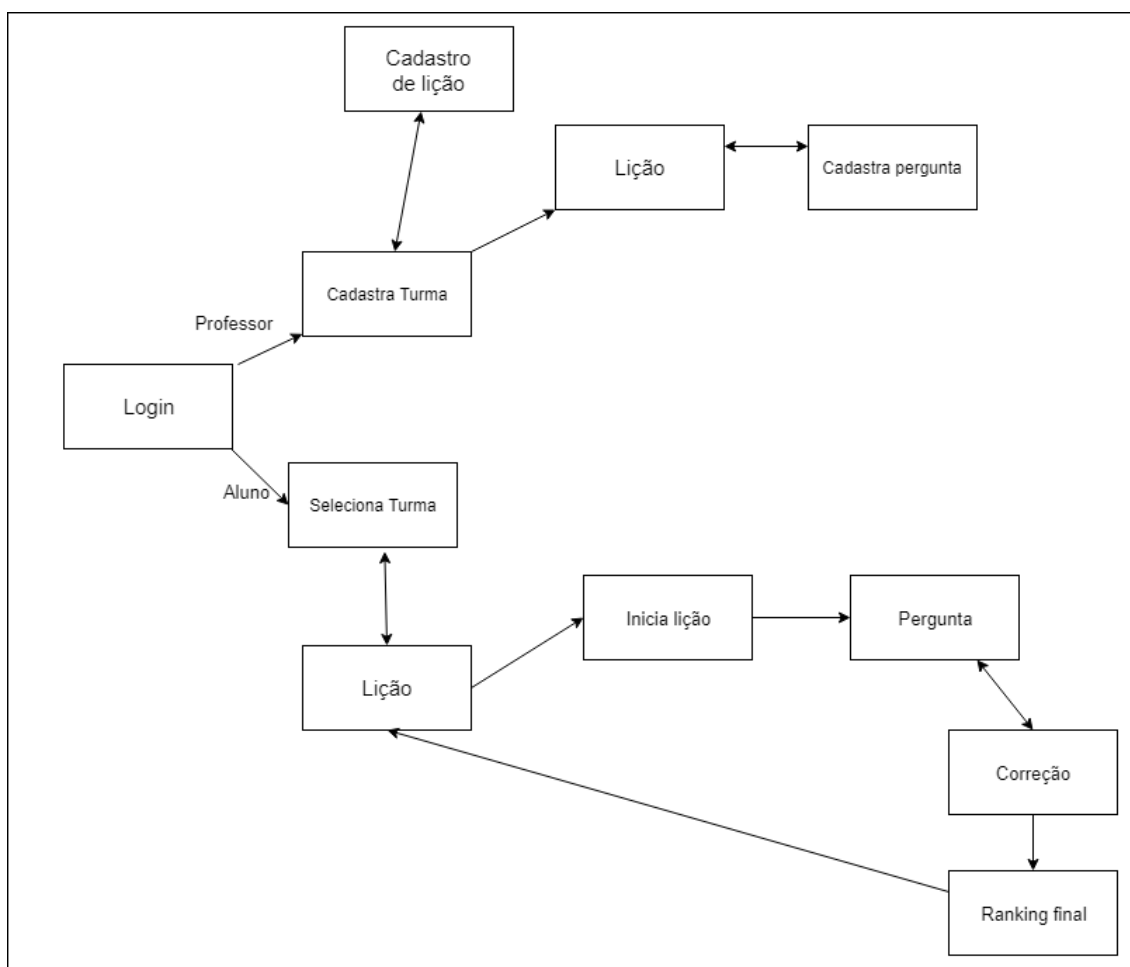 Cadastro
de lição
Lição
Cadastra pergunta
Cadastra Turma
Professor
Login
Aluno
Seleciona Turma
Inicia lição
Pergunta
Lição
Correção
Ranking final